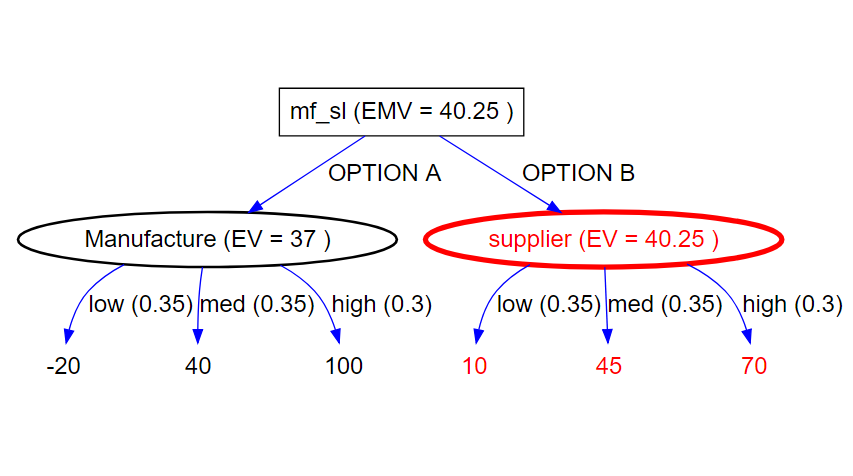 mf_sl (EMV = 40.25 )
OPTION A
OPTION B
Manufacture (EV = 37 )
supplier (EV = 40.25 )
low (0.35)
med (0.35)
high (0.3)
low (0.35)
med (0.35)
high (0.3)
-20
40
100
10
45
70